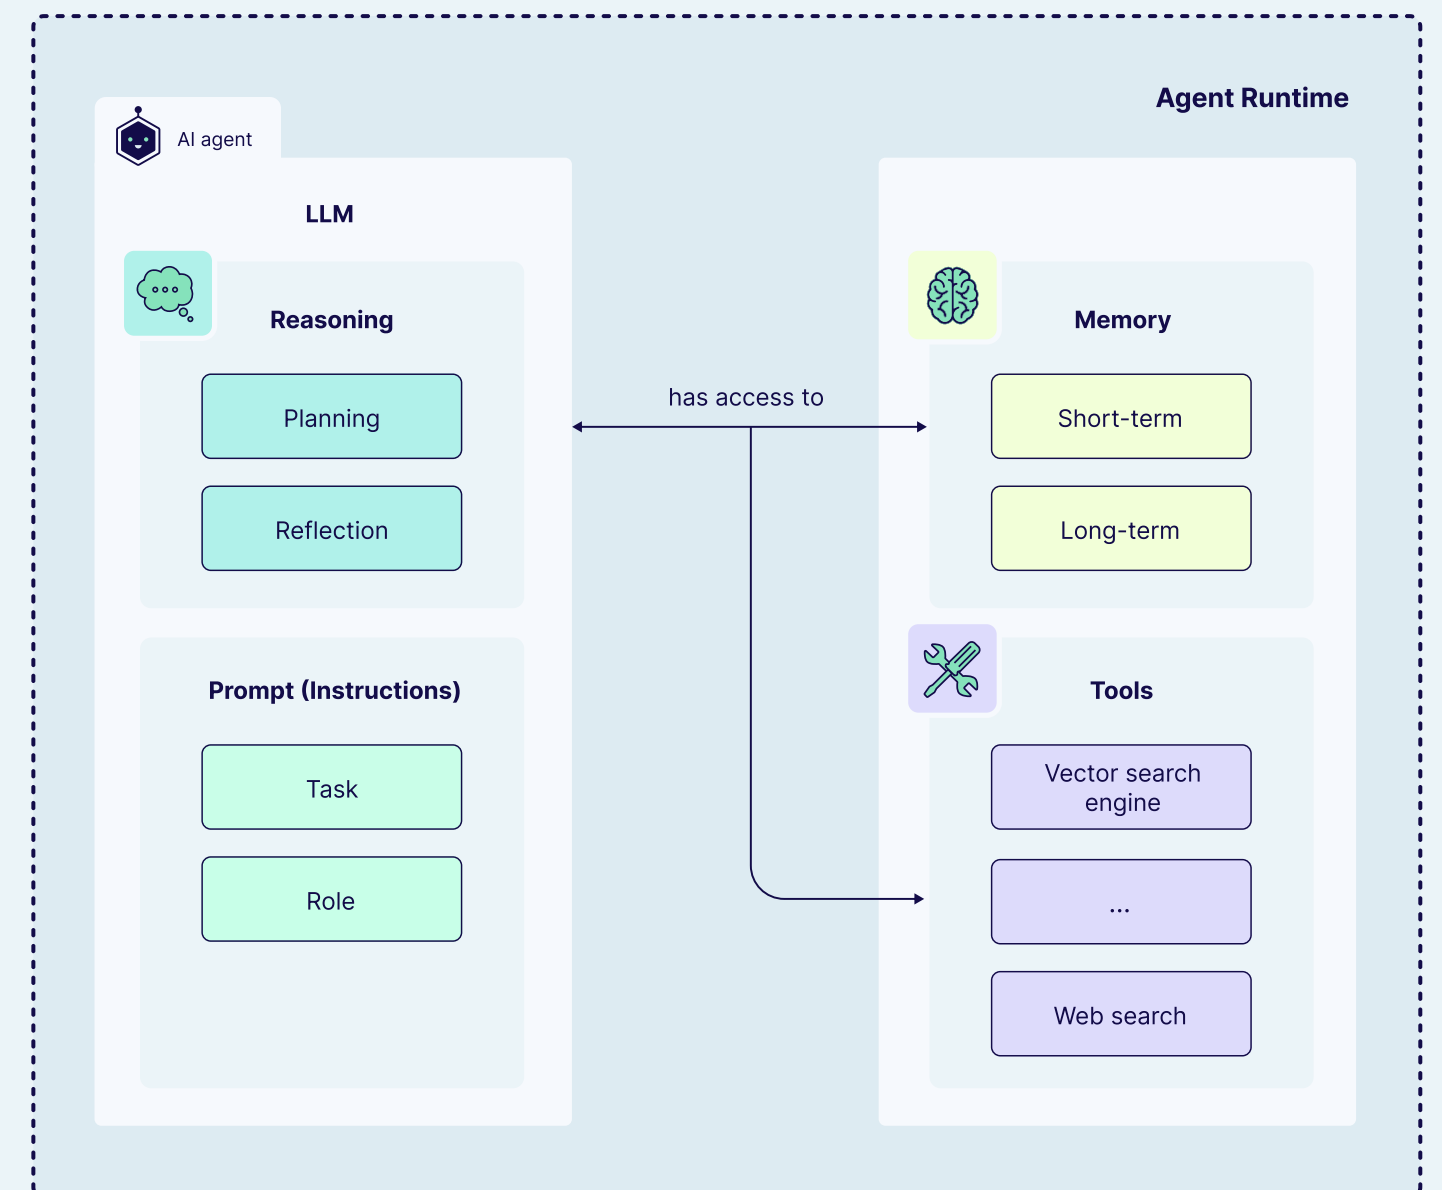 Agent Runtime
AI agent
LLM
Reasoning
Planning
Reflection
Prompt (Instructions)
Task
Role
has access to
Memory
Short-term
Long-term
Tools
Vector search
engine
...
Web search